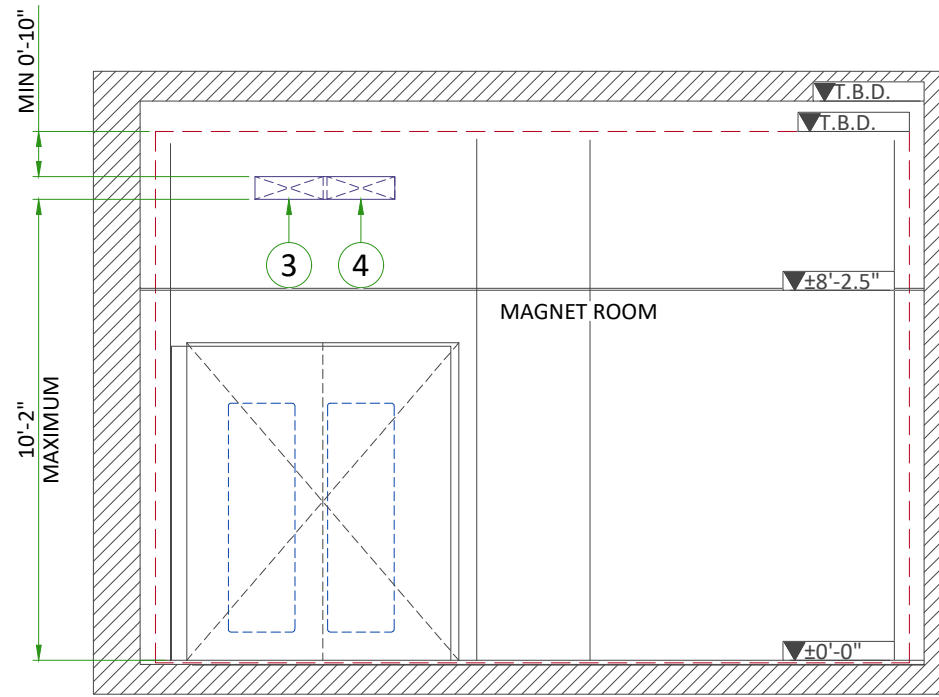 MIN 0'-10"
T.B.D.
T.B.D.
3
4
±8'-2.5"
MAGNET ROOM
10'-2"
MAXIMUM
±0'-0"